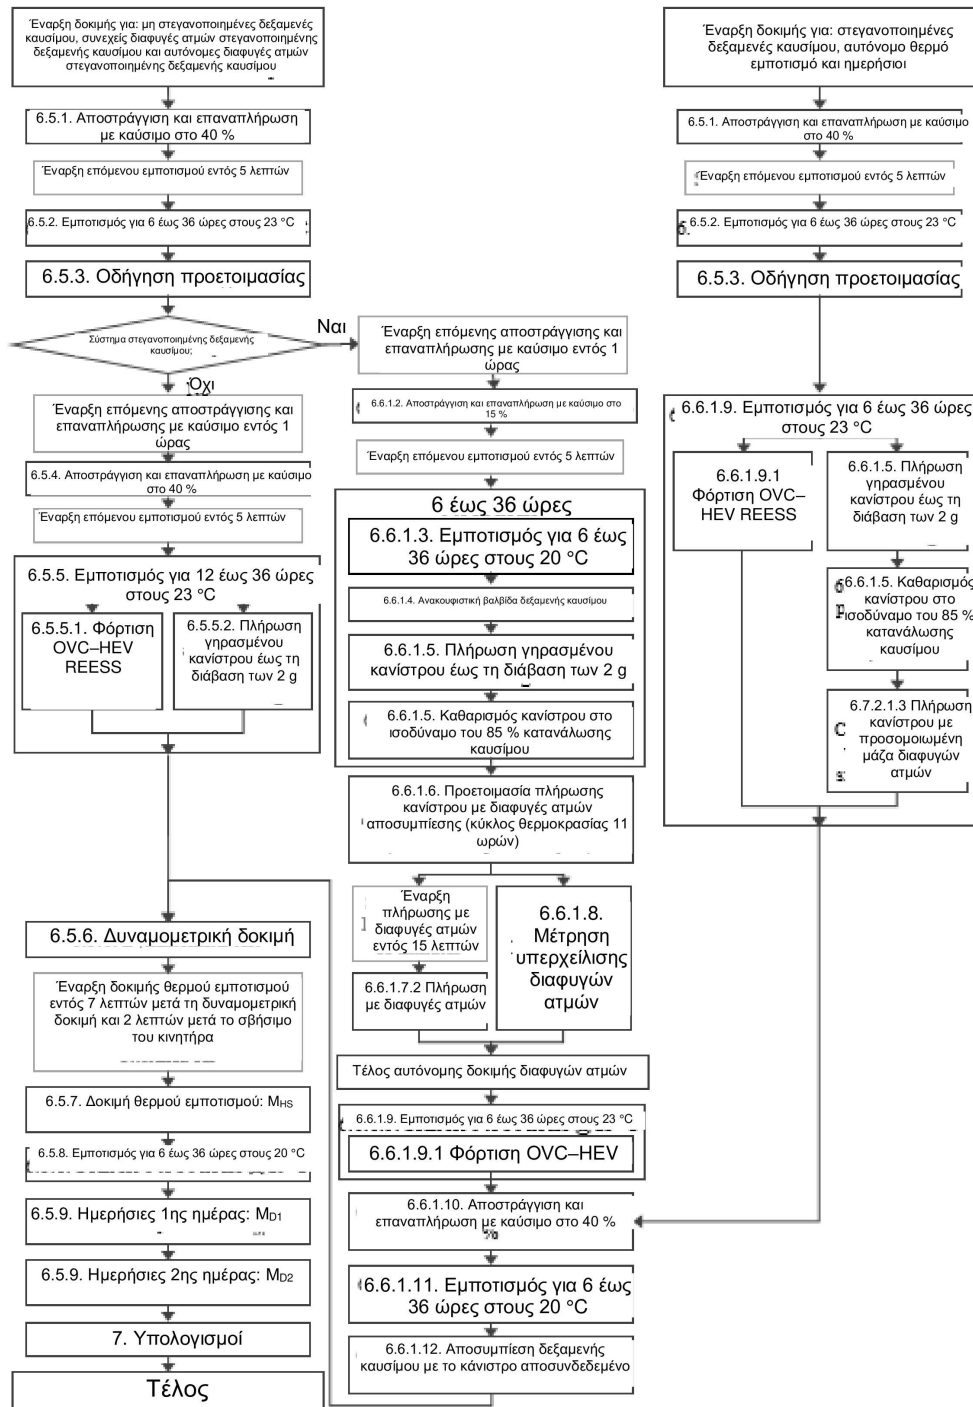 Έναρξη δοκιμής για: μη στεγανοποιημένες δεξαμενές
καυσίμου, συνεχείς διαφυγές ατμών στεγανοποιημένης
δεξαμενής καυσίμου και αυτόνομες διαφυγές ατμών
στεγανοποιημένης δεξαμενής καυσίμου
6.5.1. Αποστράγγιση και επαναπλήρωση
με καύσιμο στο 40 %
Έναρξη επόμενου εμποτισμού εντός 5 λεπτών
6.5.2. Εμποτισμός για 6 έως 36 ώρες στους 23 °C
6.5.3. Οδήγηση προετοιμασίας
Σύστημα στεγανοποιημένης δεξαμενής
καυσίμου;
Ναι
Όχι
Έναρξη επόμενης αποστράγγισης και
επαναπλήρωσης με καύσιμο εντός 1
ώρας
6.5.4. Αποστράγγιση και επαναπλήρωση με καύσιμο
στο 40 %
Έναρξη επόμενου εμποτισμού εντός 5 λεπτών
6.5.5. Εμποτισμός για 12 έως 36 ώρες
στους 23 °C
6.5.5.1. Φόρτιση
OVC–HEV
REESS
6.5.5.2. Πλήρωση
γηρασμένου
κανίστρου έως τη
διάβαση των 2 g
6.5.6. Δυναμομετρική δοκιμή
Έναρξη δοκιμής θερμού εμποτισμού
εντός 7 λεπτών μετά τη δυναμομετρική
δοκιμή και 2 λεπτών μετά το σβήσιμο
του κινητήρα
6.5.7. Δοκιμή θερμού εμποτισμού: MHS
6.5.8. Εμποτισμός για 6 έως 36 ώρες στους 20 °C
6.5.9. Ημερήσιες 1ης ημέρας: MD1
6.5.9. Ημερήσιες 2ης ημέρας: MD2
7. Υπολογισμοί
Τέλος
Έναρξη επόμενης αποστράγγισης και
επαναπλήρωσης με καύσιμο εντός 1
ώρας
6.6.1.2. Αποστράγγιση και επαναπλήρωση με καύσιμο στο
15 %
Έναρξη επόμενου εμποτισμού εντός 5 λεπτών
6 έως 36 ώρες
6.6.1.3. Εμποτισμός για 6 έως
36 ώρες στους 20 °C
6.6.1.4. Ανακουφιστική βαλβίδα δεξαμενής καυσίμου
6.6.1.5. Πλήρωση γηρασμένου
κανίστρου έως τη διάβαση των 2 g
6.6.1.5. Καθαρισμός κανίστρου στο
ισοδύναμο του 85 % κατανάλωσης
καυσίμου
6.6.1.6. Προετοιμασία πλήρωσης
κανίστρου με διαφυγές ατμών
αποσυμπίεσης (κύκλος θερμοκρασίας 11
ωρών)
Έναρξη
πλήρωσης με
διαφυγές ατμών
εντός 15 λεπτών
6.6.1.7.2 Πλήρωση
με διαφυγές ατμών
6.6.1.8.
Μέτρηση
υπερχείλισης
διαφυγών
ατμών
Τέλος αυτόνομης δοκιμής διαφυγών ατμών
6.6.1.9. Εμποτισμός για 6 έως 36 ώρες στους 23 °C
6.6.1.9.1 Φόρτιση OVC–HEV
6.6.1.10. Αποστράγγιση και
επαναπλήρωση με καύσιμο στο 40 %
6.6.1.11. Εμποτισμός για 6 έως
36 ώρες στους 20 °C
6.6.1.12. Αποσυμπίεση δεξαμενής
καυσίμου με το κάνιστρο αποσυνδεδεμένο
Έναρξη δοκιμής για: στεγανοποιημένες
δεξαμενές καυσίμου, αυτόνομο θερμό
εμποτισμό και ημερήσιοι
6.5.1. Αποστράγγιση και επαναπλήρωση με καύσιμο
στο 40 %
Έναρξη επόμενου εμποτισμού εντός 5 λεπτών
6.5.2. Εμποτισμός για 6 έως 36 ώρες στους 23 °C
6.5.3. Οδήγηση προετοιμασίας
6.6.1.9. Εμποτισμός για 6 έως 36 ώρες
στους 23 °C
6.6.1.9.1
Φόρτιση OVC–
HEV REESS
6.6.1.5. Πλήρωση
γηρασμένου
κανίστρου έως τη
διάβαση των 2 g
6.6.1.5. Καθαρισμός
κανίστρου στο
ισοδύναμο του 85 %
κατανάλωσης
καυσίμου
6.7.2.1.3 Πλήρωση
κανίστρου με
προσομοιωμένη
μάζα διαφυγών
ατμών